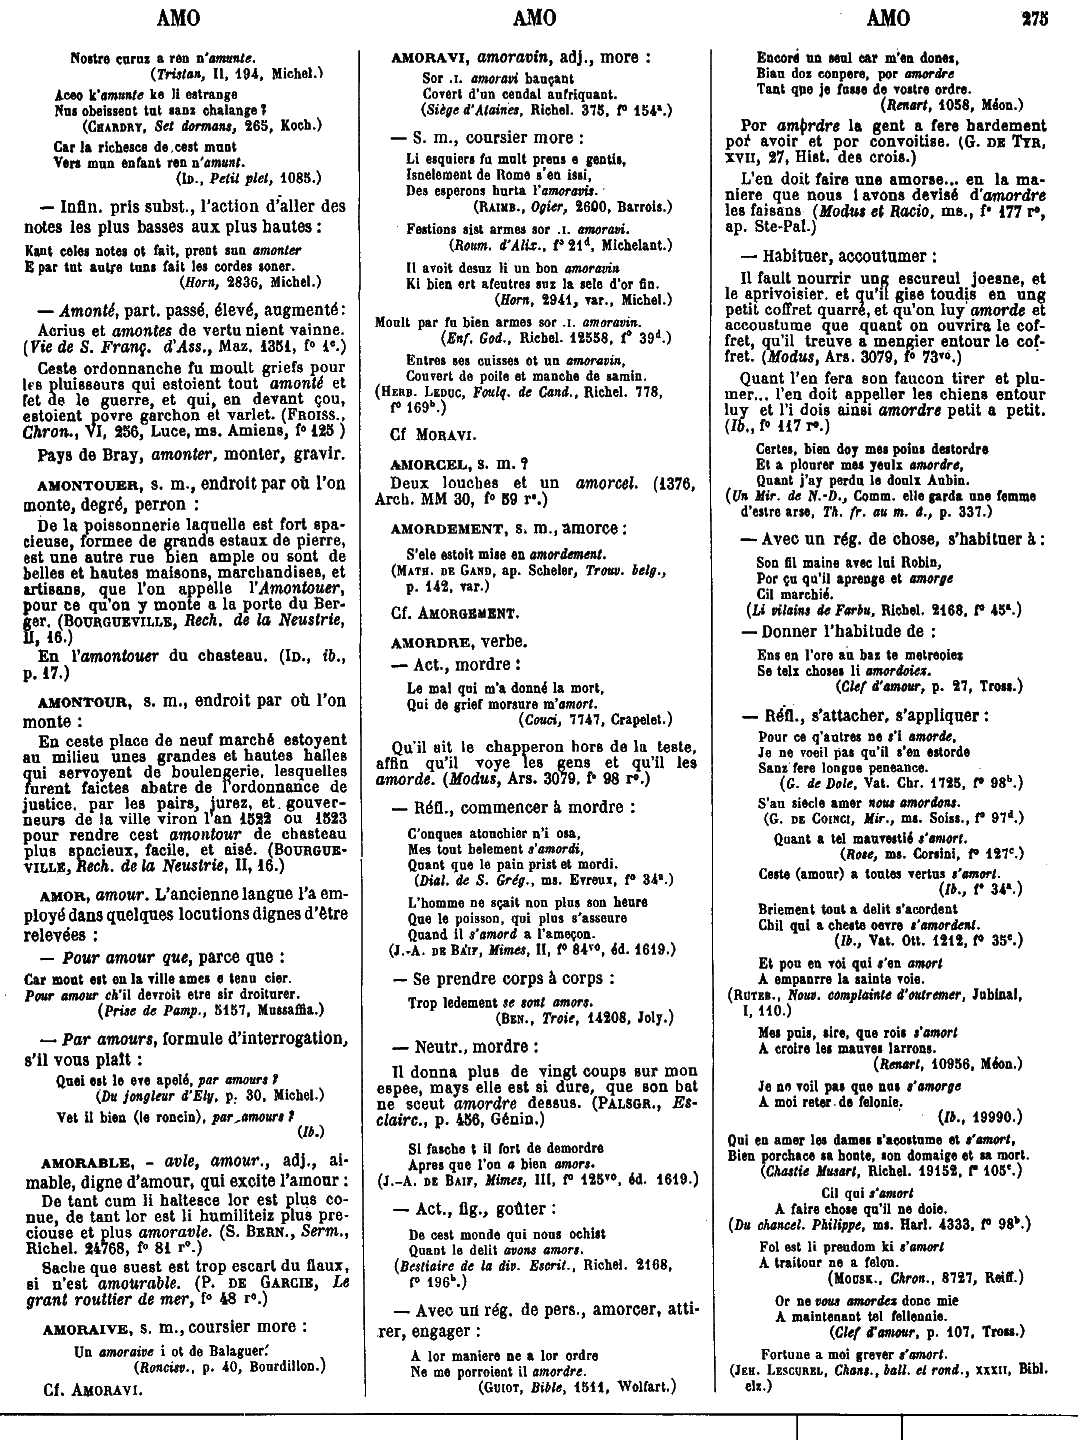 AMO AMO AMO 275
Nostre curuz a ren n'amunte.
(Tristan, II, 194, Michel.)
Aceo k'amunte ke li estrange
Nus obeissent tut sanz chalange ?
(CHARDRY, Set dormans, 265, Koch.)
Car la richesce de cest munt
Vers mun enfant ren n'amunt.
(ID., Petit plet, 1085.)
— Infin. pris subst., l'action d'aller des
notes les plus basses aux plus hautes :
Kant celes notes ot fait, prent sun amonter
E par tut autre tuns fait les cordes soner.
(Horn, 2836, Michel.)
— Amonté, part. passé, élevé, augmenté :
Acrius et amontes de vertu nient vainne.
(Vie de S. Franç. d'Ass., Maz. 1351, f° 1c.)
Ceste ordonnanche fu moult griefs pour
les pluisseurs qui estoient tout amonté et
fet de le guerre, et qui, en devant çou,
estoient povre garchon et varlet. (FROISS.,
Chron., VI, 256, Luce, ms. Amiens, f° 125 )
Pays de Bray, amonter, monter, gravir.
AMONTOUER, s. m., endroit par où l'on
monte, degré, perron :
De la poissonnerie laquelle est fort spa-
cieuse, formee de grands estaux de pierre,
est une autre rue bien ample ou sont de
belles et hautes maisons, marchandises, et
artisans, que l'on appelle l'Amontouer,
pour ce qu'on y monte a la porte du Ber-
ger. (BOURGUEVILLE, Rech. de la Neustrie,
II, 16.)
En l'amontouer du chasteau. (ID., ib.,
p. 17.)
AMONTOUR, s. m., endroit par où l'on
monte :
En ceste place de neuf marché estoyent
au milieu unes grandes et hautes halles
qui servoyent de boulengerie, lesquelles
furent faictes abatre de l'ordonnance de
justice, par les pairs, jurez, et gouver-
neurs de la ville viron l'an 1522 ou 1523
pour rendre cest amontour de chasteau
plus spacieux, facile, et aisé. (BOURGUE-
VILLE, Rech. de la Neustrie, II, 16.)
AMOR, amour. L'ancienne langue l'a em-
ployé dans quelques locutions dignes d'être
relevées :
— Pour amour que, parce que :
Car mout est en la ville ames e tenu cier.
Pour amour ch'il devroit etre sir droiturer.
(Prise de Pamp., 5157, Mussaffia.)
— Par amours, formule d'interrogation,
s'il vous plaît :
Quei est le eve apelé, par amours ?
(Du jongleur d'Ely, p. 30, Michel.)
Vet il bien (le roncin), par amours ?
(Ib.)
AMORABLE, - avle, amour., adj., ai-
mable, digne d'amour, qui excite l'amour :
De tant cum li haltesce lor est plus co-
nue, de tant lor est li humiliteiz plus pre-
ciouse et plus amoravle. (S. BERN., Serm.,
Richel. 24768, f° 81 r°.)
Sache que suest est trop escart du flaux,
si n'est amourable. (P. DE GARCIE, Le
grant routtier de mer, f° 48 r°.)
AMORAIVE, s. m., coursier more :
Un amoraive i ot de Balaguer.
(Roncisv., p. 40, Bourdillon.)
Cf. AMORAVI.
AMORAVI, amoravin, adj., more :
Sor .I. amoravi bauçant
Covert d'un cendal aufriquant.
(Siège d'Ataines, Richel. 375, f° 154a.)
— S. m., coursier more :
Li esquiers fu mult preus e gentis,
Isnelement de Rome s'en issi,
Des esperons hurta l'amoravis.
(RAIMB., Ogier, 2600, Barrois.)
Festions sist armes sor .I. amoravi.
(Roum. d'Alix., f° 21d, Michelant.)
Il avoit desuz li un bon amoravin
Ki bien ert afeutres suz la sele d'or fin.
(Horn, 2941, var., Michel.)
Moult par fu bien armes sor .I. amoravin.
(Enf. God., Richel. 12558, f° 39d.)
Entres ses cuisses ot un amoravin,
Couvert de poile et manche de samin.
(HERB. LEDUC, Foulq. de Cand., Richel. 778,
f° 169b.)
Cf MORAVI.
AMORCEL, s. m. ?
Deux louches et un amorcel. (1376,
Arch. MM 30, f° 59 r°.)
AMORDEMENT, s. m., amorce :
S'ele estoit mise en amordement.
(MATH. DE GAND, ap. Scheler, Trouv. belg.,
p. 142, var.)
Cf. AMORGEMENT.
AMORDRE, verbe.
— Act., mordre :
Le mal qui m'a donné la mort,
Qui de grief morsure m'amort.
(Couci, 7747, Crapelet.)
Qu'il ait le chapperon hors de la teste,
affin qu'il voye les gens et qu'il les
amorde. (Modus, Ars. 3079, f° 98 r°.)
— Réfl., commencer à mordre :
C'onques atouchier n'i osa,
Mes tout belement s'amordi,
Quant que le pain prist et mordi.
(Dial. de S. Grég., ms. Evreux, f° 34a.)
L'homme ne sçait non plus son heure
Que le poisson, qui plus s'asseure
Quand il s'amord a l'ameçon.
(J.-A. DE BAIF, Mimes, II, f° 84vo, éd. 1619.)
— Se prendre corps à corps :
Trop ledement se sont amors.
(BEN., Troie, 14208, Joly.)
— Neutr., mordre :
Il donna plus de vingt coups sur mon
espee, mays elle est si dure, que son bat
ne sceut amordre dessus. (PALSGR., Es-
clairc., p. 456, Génin.)
Si fasche t il fort de demordre
Apres que l'on a bien amors.
(J.-A. DE BAIF, Mimes, III, f° 125vo, éd. 1619.)
— Act., fig., goûter :
De cest monde qui nous ochist
Quant le delit avons amors.
(Bestiaire de la div. Escrit., Richel. 2168,
f° 196b.)
— Avec un rég. de pers., amorcer, atti-
rer, engager :
A lor maniere ne a lor ordre
Ne me porroient il amordre.
(GUIOT, Bible, 1511, Wolfart.)
Encore un seul car m'en dones,
Bian doz conpere, por amordre
Tant que je fusse de vostre ordre.
(Renart, 1058, Méon.)
Por amordre la gent a fere hardement
por avoir et por convoitise. (G. DE TYR,
XVII, 27, Hist. des crois.)
L'en doit faire une amorse... en la ma-
niere que nous l avons devisé d'amordre
les faisans (Modus et Racio, ms., f° 177 r°,
ap. Ste-Pal.)
— Habituer, accoutumer :
Il fault nourrir ung escureul joesne, et
le aprivoisier. et qu'il gise toudis en ung
petit coffret quarré, et qu'on luy amorde et
accoustume que quant on ouvrira le cof-
fret, qu'il treuve a mengier entour le cof-
fret. (Modus, Ars. 3079, f° 73vo.)
Quant l'en fera son faucon tirer et plu-
mer... l'en doit appeller les chiens entour
luy et l'i dois ainsi amordre petit a petit.
(Ib., f° 117 r°.)
Certes, bien doy mes poins destordre
Et a plourer mes yeulx amordre,
Quant j'ay perdu le doulx Aubin.
(Un Mir. de N.-D., Comm. elle garda une femme
d'estre arse, Th. fr. au m. â., p. 337.)
— Avec un rég. de chose, s'habituer à :
Son fil maine avec lui Robin,
Por çu qu'il aprenge et amorge
Cil marchié.
(Li vilains de Farbu, Richel. 2168, f° 45a.)
— Donner l'habitude de :
Ens en l'ore au baz te metreoiez
Se telx choses li amordoiez.
(Clef d'amour, p. 27, Tross.)
— Réfl., s'attacher, s'appliquer :
Pour ce q'autres ne s'i amorde,
Je ne voeil pas qu'il s'en estorde
Sanz fere longue peneance.
(G. de Dole, Vat. Chr. 1725, f° 98b.)
S'au siecle amer nous amordons.
(G. DE COINCI, Mir., ms. Soiss., f° 97d.)
Quant a tel mauvestié s'amort.
(Rose, ms. Corsini, f° 127c.)
Ceste (amour) a toutes vertus s'amort.
(Ib., f° 34a.)
Briement tout a delit s'acordent
Chil qui a cheste oevre s'amordent.
(Ib., Vat. Ott. 1212, f° 35c.)
Et pou en voi qui s'en amort
A empanrre la sainte voie.
(RUTEB., Nouv. complainte d'outremer, Jubinal,
I, 110.)
Mes puis, sire, que rois s'amort
A croire les mauves larrons.
(Renart, 10956, Méon.)
Je ne voil pas que nus s'amorge
A moi reter de felonie.
(Ib., 19990.)
Qui en amer les dames s'acostume et s'amort,
Bien porchace sa honte, son domaige et sa mort.
(Chastie Musart, Richel. 19152, f° 105c.)
Cil qui s'amort
A faire chose qu'il ne doie.
(Du chancel. Philippe, ms. Harl. 4333, f° 98b.)
Fol est li preudom ki s'amort
A traitour ne a felon.
(MOUSK., Chron., 8727, Reiff.)
Or ne vous amordez donc mie
A maintenant tel fellennie.
(Clef d'amour, p. 107, Tross.)
Fortune a moi grever s'amort.
(JEH. LESCUREL, Chans., ball. et rond., XXXII, Bibl.
elz.)